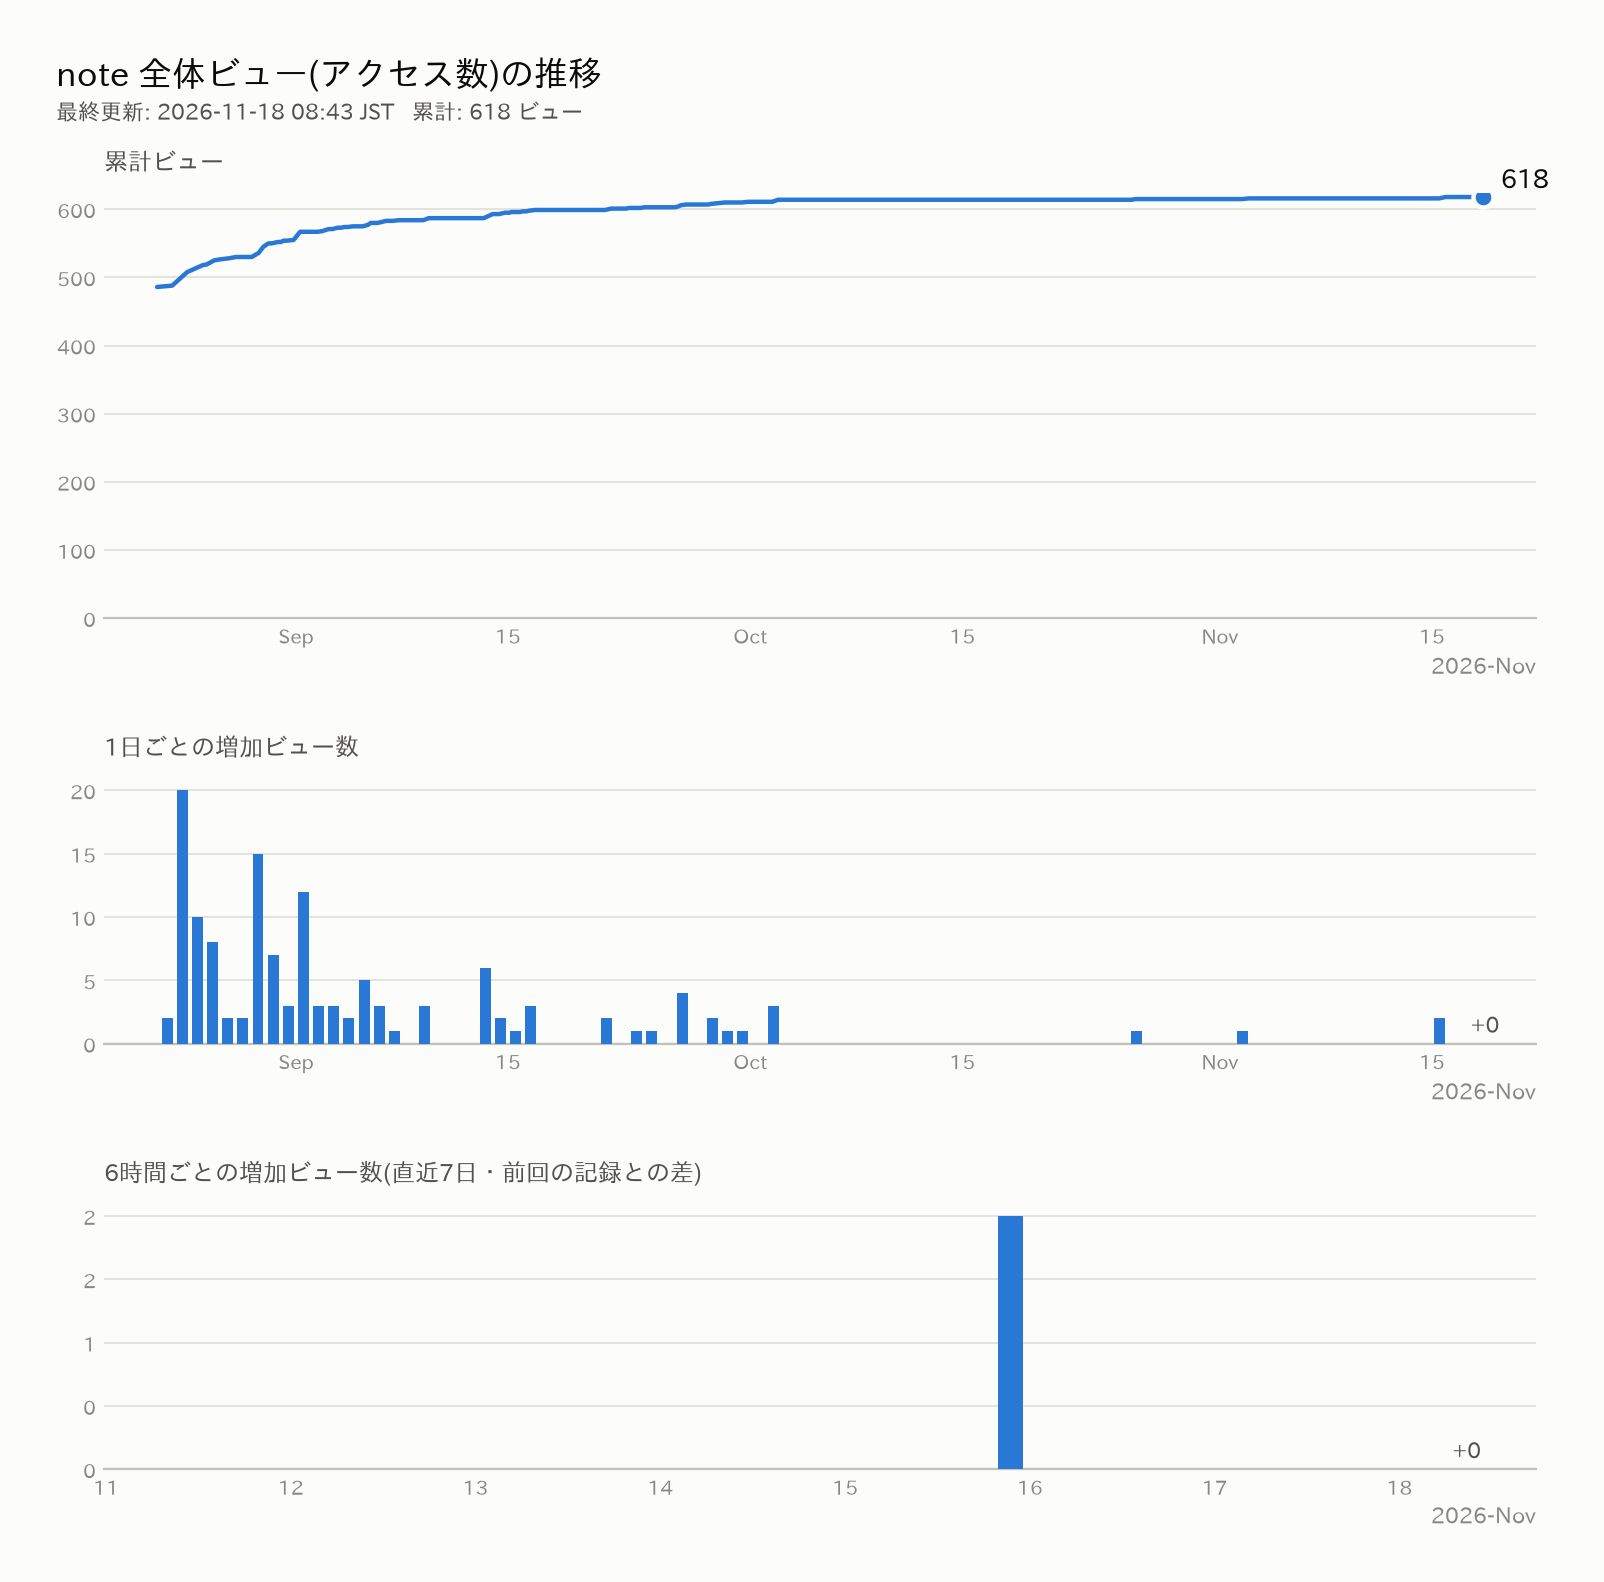 note 全体ビュー(アクセス数)の推移
最終更新: 2026-11-18 08:43 JST 累計: 618 ビュー
累計ビュー
618
600
500
400
300
200
100
0
Sep 15 Oct 15 Nov 15
2026-Nov
1日ごとの増加ビュー数
20
15
10
5
+0
0
Sep 15 Oct 15 Nov 15
2026-Nov
6時間ごとの増加ビュー数(直近7日・前回の記録との差)
2
2
1
0
+0
0
11 12 13 14 15 16 17 18
2026-Nov